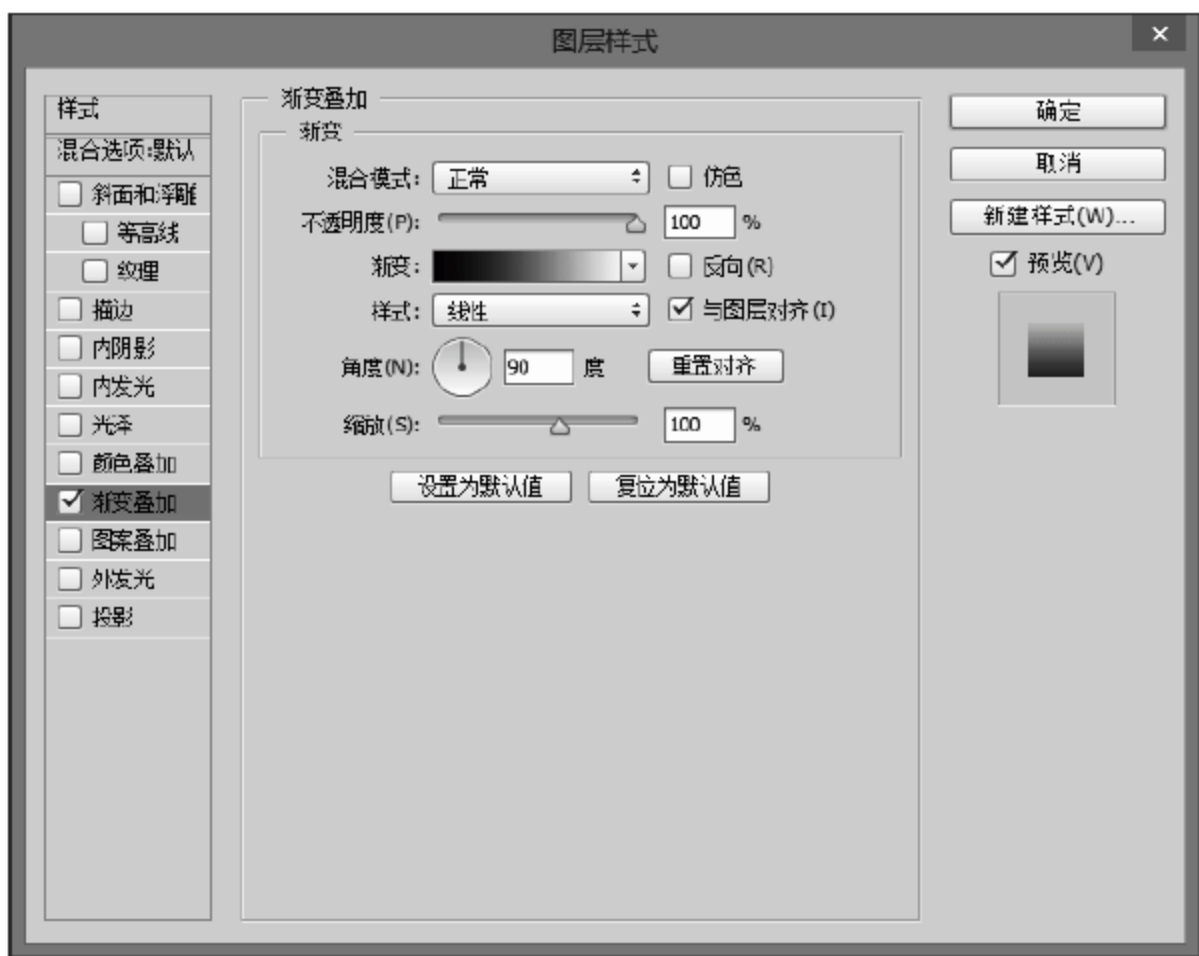 图层样式
样式
混合选项:默认
斜面和浮雕
等高线
纹理
描边
内阴影
内发光
光泽
颜色叠加
渐变叠加
图案叠加
外发光
投影
渐变叠加
渐变
混合模式: 正常 仿色
不透明度(P): 100 %
渐变: 反向(R)
样式: 线性 与图层对齐(I)
角度(N): 90 度 重置对齐
缩放(S): 100 %
设置为默认值 复位为默认值
确定
取消
新建样式(W)...
预览(V)